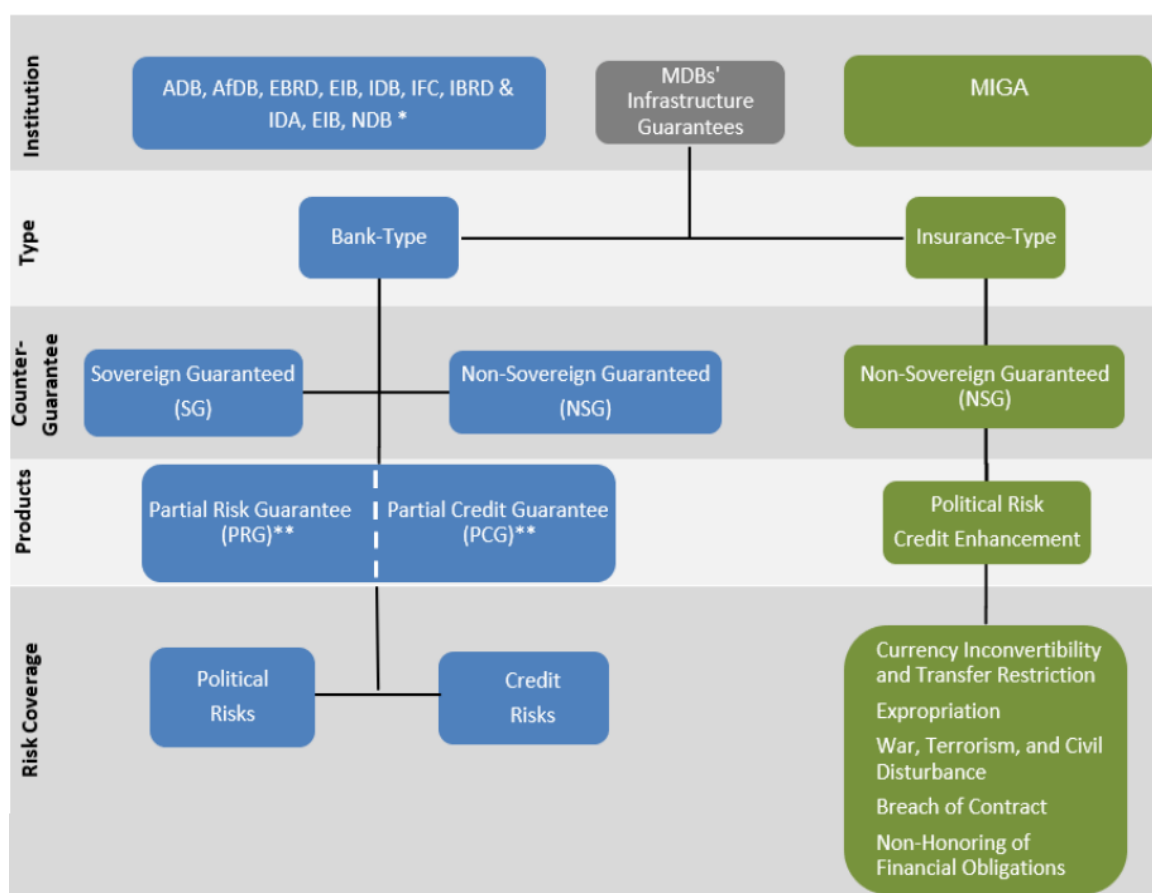 Institution
ADB, AfDB, EBRD, EIB, IDB, IFC, IBRD &
IDA, EIB, NDB *
MDBs'
Infrastructure
Guarantees
MIGA
Type
Bank-Type
Insurance-Type
Counter-
Guarantee
Sovereign Guaranteed
(SG)
Non-Sovereign Guaranteed
(NSG)
Non-Sovereign Guaranteed
(NSG)
Products
Partial Risk Guarantee
(PRG)**
Partial Credit Guarantee
(PCG)**
Political Risk
Credit Enhancement
Risk Coverage
Political
Risks
Credit
Risks
Currency Inconvertibility
and Transfer Restriction
Expropriation
War, Terrorism, and Civil
Disturbance
Breach of Contract
Non-Honoring of
Financial Obligations